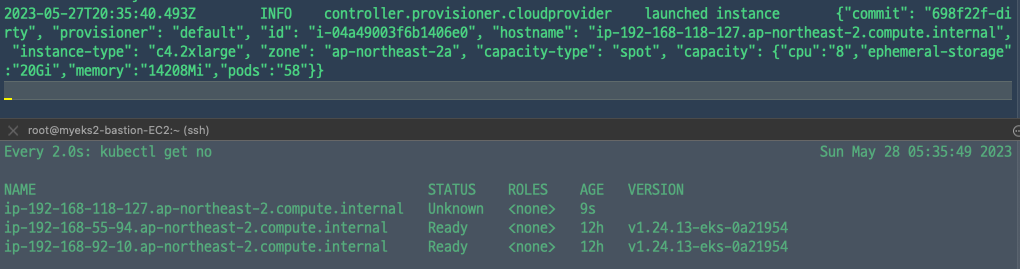 2023-05-27T20:35:40.493Z INFO controller.provisioner.cloudprovider launched instance {"commit": "698f22f-di
rty", "provisioner": "default", "id": "i-04a49003f6b1406e0", "hostname": "ip-192-168-118-127.ap-northeast-2.compute.internal",
"instance-type": "c4.2xlarge", "zone": "ap-northeast-2a", "capacity-type": "spot", "capacity": {"cpu":"8","ephemeral-storage"
:"20Gi","memory":"14208Mi","pods":"58"}}
root@myeks2-bastion-EC2:~ (ssh)
Every 2.0s: kubectl get no Sun May 28 05:35:49 2023
NAME STATUS ROLES AGE VERSION
ip-192-168-118-127.ap-northeast-2.compute.internal Unknown <none> 9s
ip-192-168-55-94.ap-northeast-2.compute.internal Ready <none> 12h v1.24.13-eks-0a21954
ip-192-168-92-10.ap-northeast-2.compute.internal Ready <none> 12h v1.24.13-eks-0a21954